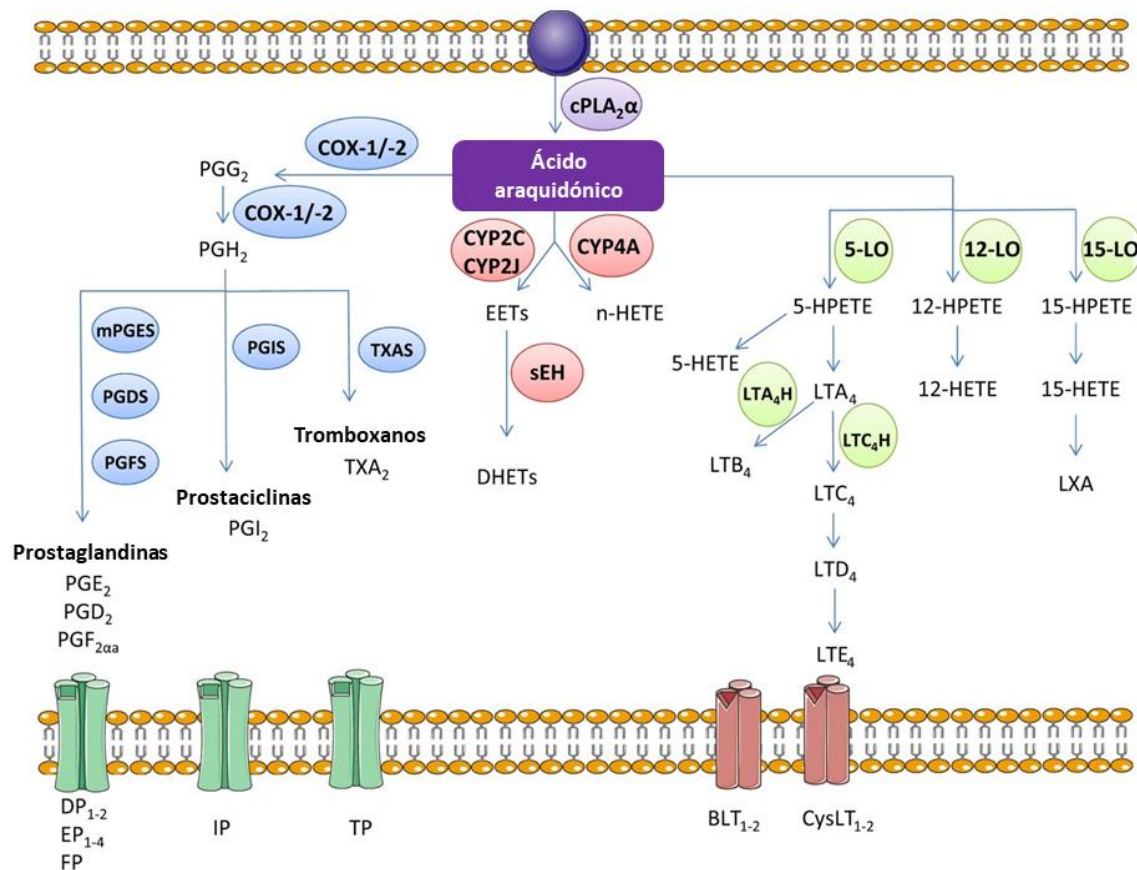 cPLA₂α
Ácido
araquidónico
COX-1/-2
PGG₂
COX-1/-2
PGH₂
mPGES
PGDS
PGFS
PGIS
TXAS
Tromboxanos
TXA₂
Prostaciclinas
PGI₂
Prostaglandinas
PGE₂
PGD₂
PGF₂αa
CYP2C
CYP2J
CYP4A
EETs
n-HETE
sEH
DHETs
5-LO
12-LO
15-LO
5-HPETE
12-HPETE
15-HPETE
5-HETE
LTA₄H
LTA₄
12-HETE
15-HETE
LTC₄H
LTB₄
LTC₄
LXA
LTD₄
LTE₄
DP₁₋₂
EP₁₋₄
FP
IP
TP
BLT₁₋₂
CysLT₁₋₂